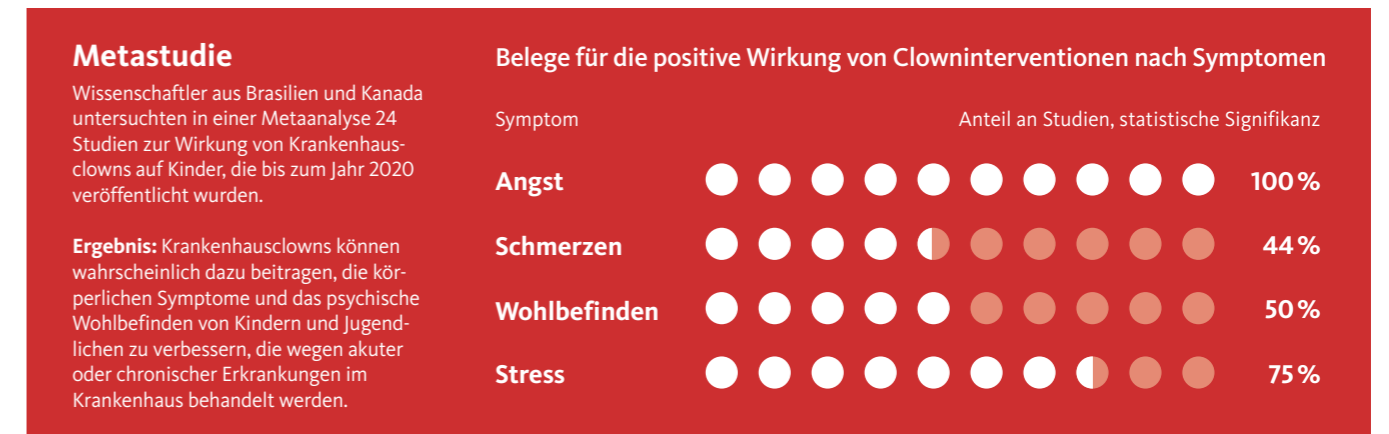 Metastudie
Wissenschaftler aus Brasilien und Kanada
untersuchten in einer Metaanalyse 24
Studien zur Wirkung von Krankenhaus-
clowns auf Kinder, die bis zum Jahr 2020
veröffentlicht wurden.
Ergebnis: Krankenhausclowns können
wahrscheinlich dazu beitragen, die kör-
perlichen Symptome und das psychische
Wohlbefinden von Kindern und Jugend-
lichen zu verbessern, die wegen akuter
oder chronischer Erkrankungen im
Krankenhaus behandelt werden.
Belege für die positive Wirkung von Clowninterventionen nach Symptomen
Symptom Anteil an Studien, statistische Signifikanz
Angst 100 %
Schmerzen 44 %
Wohlbefinden 50 %
Stress 75 %